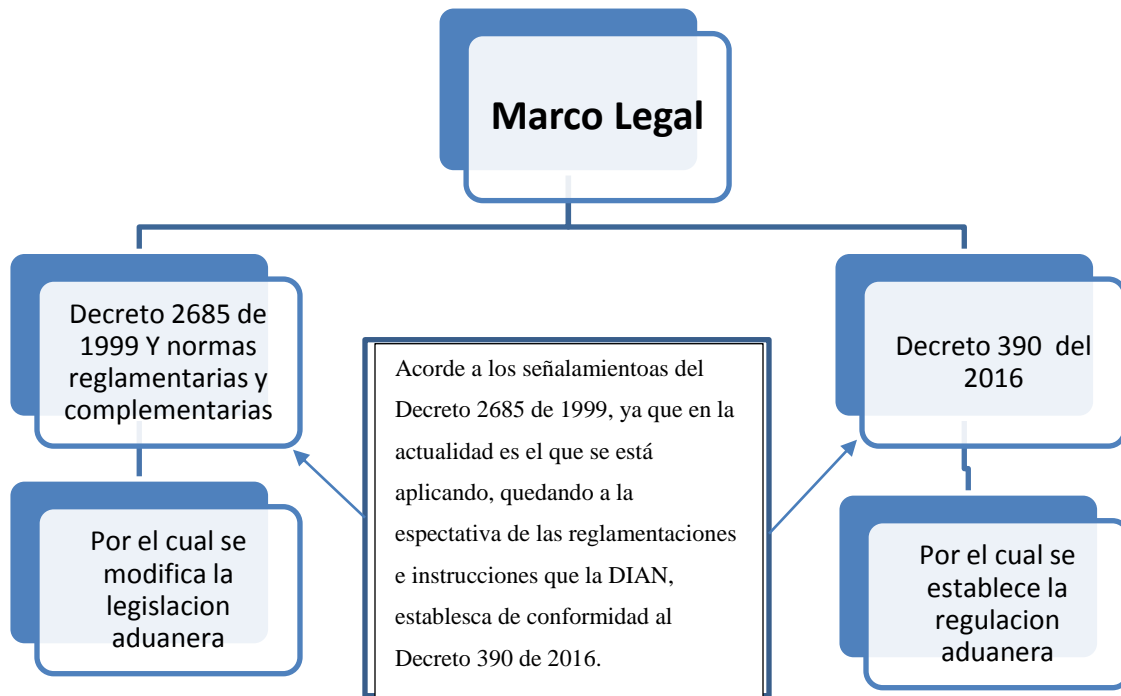 Marco Legal
Decreto 2685 de
1999 Y normas
reglamentarias y
complementarias
Por el cual se
modifica la
legislacion
aduanera
Acorde a los señalamientoas del
Decreto 2685 de 1999, ya que en la
actualidad es el que se está
aplicando, quedando a la
espectativa de las reglamentaciones
e instrucciones que la DIAN,
establesca de conformidad al
Decreto 390 de 2016.
Decreto 390 del
2016
Por el cual se
establece la
regulacion
aduanera